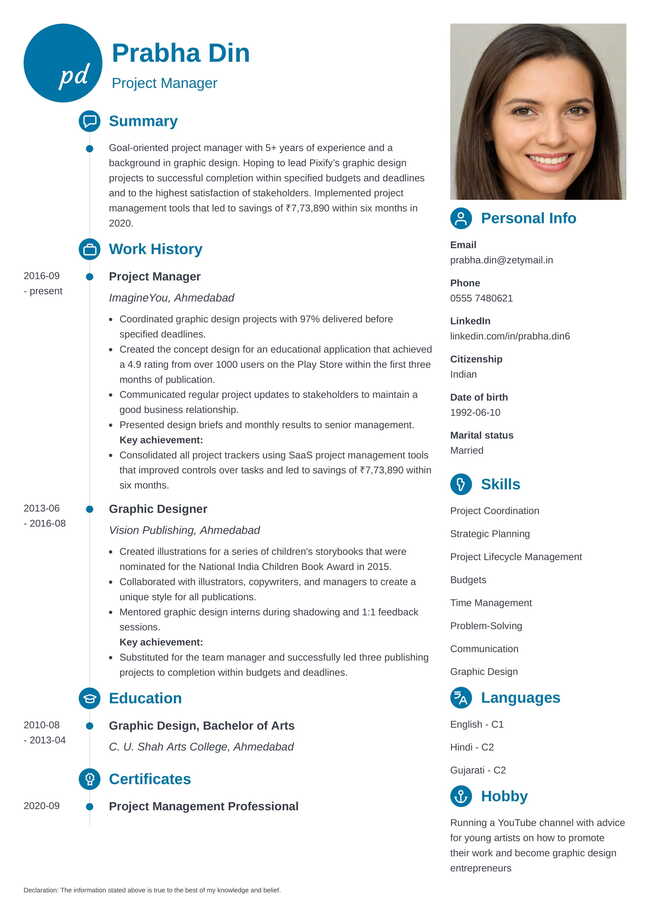 pd
Prabha Din
Project Manager
Summary
Goal-oriented project manager with 5+ years of experience and a
background in graphic design. Hoping to lead Pixify's graphic design
projects to successful completion within specified budgets and deadlines
and to the highest satisfaction of stakeholders. Implemented project
management tools that led to savings of ₹7,73,890 within six months in
2020.
Work History
2016-09
- present
Project Manager
ImagineYou, Ahmedabad
• Coordinated graphic design projects with 97% delivered before
specified deadlines.
• Created the concept design for an educational application that achieved
a 4.9 rating from over 1000 users on the Play Store within the first three
months of publication.
• Communicated regular project updates to stakeholders to maintain a
good business relationship.
• Presented design briefs and monthly results to senior management.
Key achievement:
• Consolidated all project trackers using SaaS project management tools
that improved controls over tasks and led to savings of ₹7,73,890 within
six months.
2013-06
- 2016-08
Graphic Designer
Vision Publishing, Ahmedabad
• Created illustrations for a series of children's storybooks that were
nominated for the National India Children Book Award in 2015.
• Collaborated with illustrators, copywriters, and managers to create a
unique style for all publications.
• Mentored graphic design interns during shadowing and 1:1 feedback
sessions.
Key achievement:
• Substituted for the team manager and successfully led three publishing
projects to completion within budgets and deadlines.
Education
2010-08
- 2013-04
Graphic Design, Bachelor of Arts
C. U. Shah Arts College, Ahmedabad
Certificates
2020-09
Project Management Professional
Personal Info
Email
prabha.din@zetymail.in
Phone
0555 7480621
LinkedIn
linkedin.com/in/prabha.din6
Citizenship
Indian
Date of birth
1992-06-10
Marital status
Married
Skills
Project Coordination
Strategic Planning
Project Lifecycle Management
Budgets
Time Management
Problem-Solving
Communication
Graphic Design
Languages
English - C1
Hindi - C2
Gujarati - C2
Hobby
Running a YouTube channel with advice
for young artists on how to promote
their work and become graphic design
entrepreneurs
Declaration: The information stated above is true to the best of my knowledge and belief.